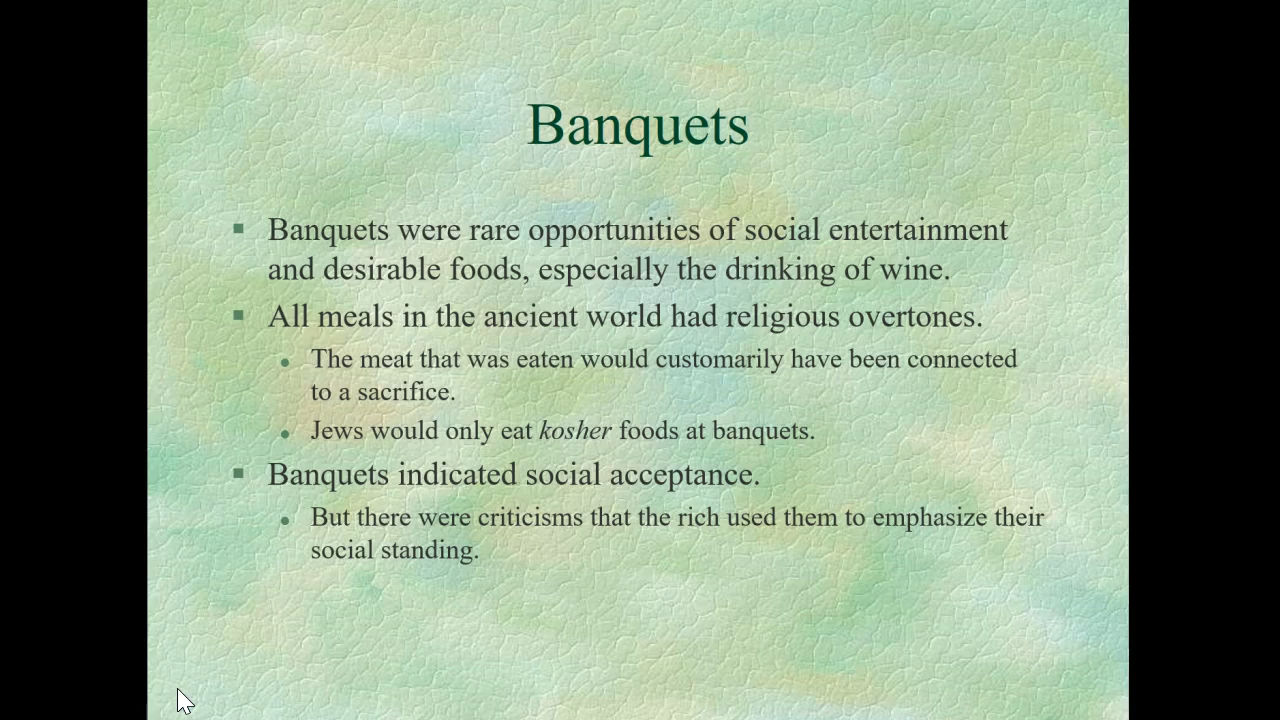 Banquets
Banquets were rare opportunities of social entertainment
and desirable foods, especially the drinking of wine.
All meals in the ancient world had religious overtones.
The meat that was eaten would customarily have been connected
to a sacrifice.
Jews would only eat kosher foods at banquets.
Banquets indicated social acceptance.
But there were criticisms that the rich used them to emphasize their
social standing.